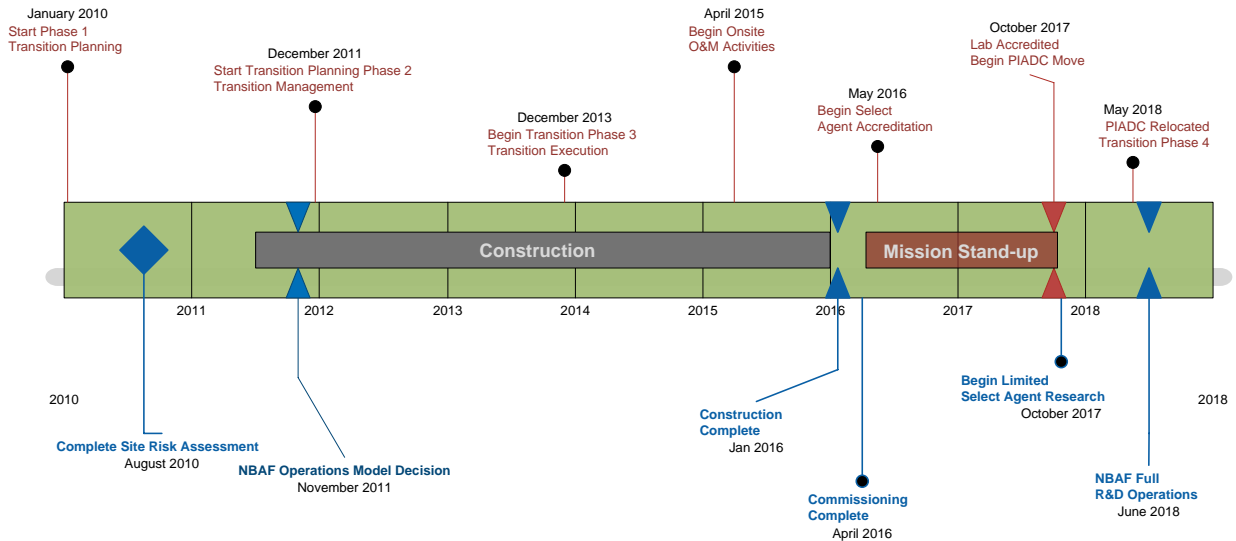 January 2010
Start Phase 1
Transition Planning
December 2011
Start Transition Planning Phase 2
Transition Management
December 2013
Begin Transition Phase 3
Transition Execution
April 2015
Begin Onsite
O&M Activities
May 2016
Begin Select
Agent Accreditation
October 2017
Lab Accredited
Begin PIADC Move
May 2018
PIADC Relocated
Transition Phase 4
Construction
Mission Stand-up
2011
2012
2013
2014
2015
2016
2017
2018
2010
2018
Complete Site Risk Assessment
August 2010
NBAF Operations Model Decision
November 2011
Construction
Complete
Jan 2016
Commissioning
Complete
April 2016
Begin Limited
Select Agent Research
October 2017
NBAF Full
R&D Operations
June 2018